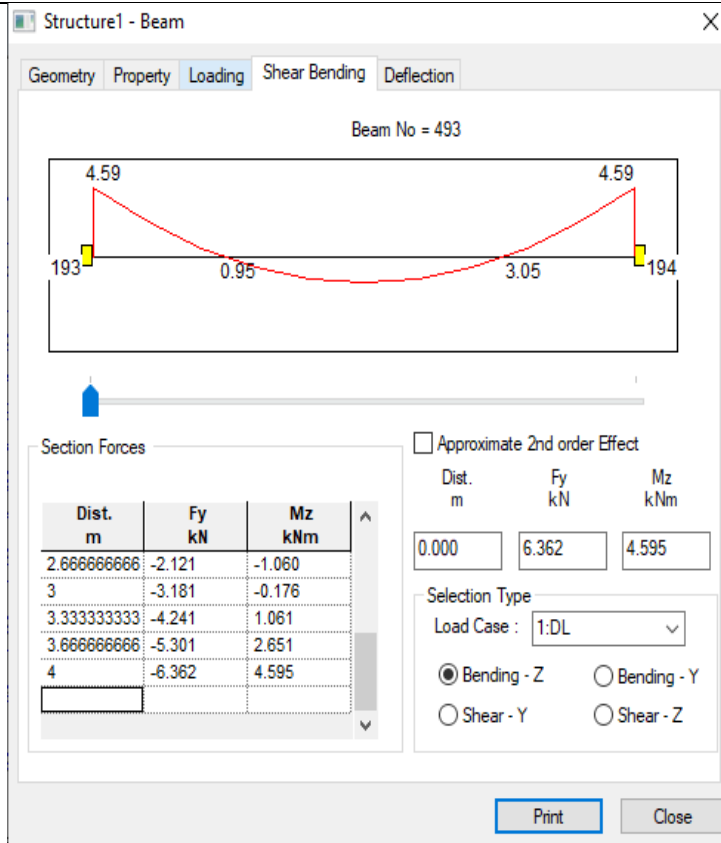 Structure1 - Beam
Geometry Property Loading Shear Bending Deflection
Beam No = 493
4.59 4.59
193 0.95 3.05 194
Section Forces
Dist. Fy Mz
m kN kNm
2.666666666 -2.121 -1.060
3 -3.181 -0.176
3.333333333 -4.241 1.061
3.666666666 -5.301 2.651
4 -6.362 4.595
Approximate 2nd order Effect
Dist. Fy Mz
m kN kNm
0.000 6.362 4.595
Selection Type
Load Case : 1:DL
Bending - Z Bending - Y
Shear - Y Shear - Z
Print Close